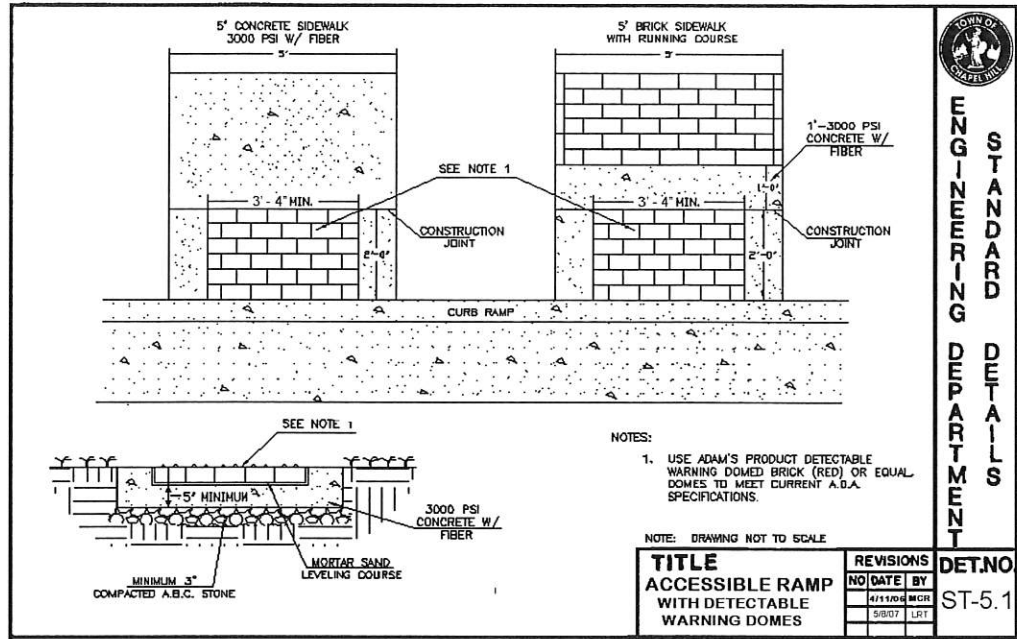 5' CONCRETE SIDEWALK
3000 PSI W/ FIBER
5'
5' BRICK SIDEWALK
WITH RUNNING COURSE
5'
1'-3000 PSI
CONCRETE W/
FIBER
SEE NOTE 1
1'-0"
3' - 4" MIN.
3' - 4" MIN.
CONSTRUCTION
JOINT
CONSTRUCTION
JOINT
2'-0"
2'-0"
CURB RAMP
SEE NOTE 1
5" MINIMUM
3000 PSI
CONCRETE W/
FIBER
MORTAR SAND
LEVELING COURSE
MINIMUM 3"
COMPACTED A.B.C. STONE
NOTES:
1. USE ADAM'S PRODUCT DETECTABLE
WARNING DOMED BRICK (RED) OR EQUAL.
DOMES TO MEET CURRENT A.D.A.
SPECIFICATIONS.
NOTE: DRAWING NOT TO SCALE
TITLE
ACCESSIBLE RAMP
WITH DETECTABLE
WARNING DOMES
REVISIONS
NO DATE BY
4/11/06 MCR
5/8/07 LRT
TOWN OF
CHAPEL HILL
STANDARD DETAILS
ENGINEERING DEPARTMENT
DET.NO.
ST-5.1